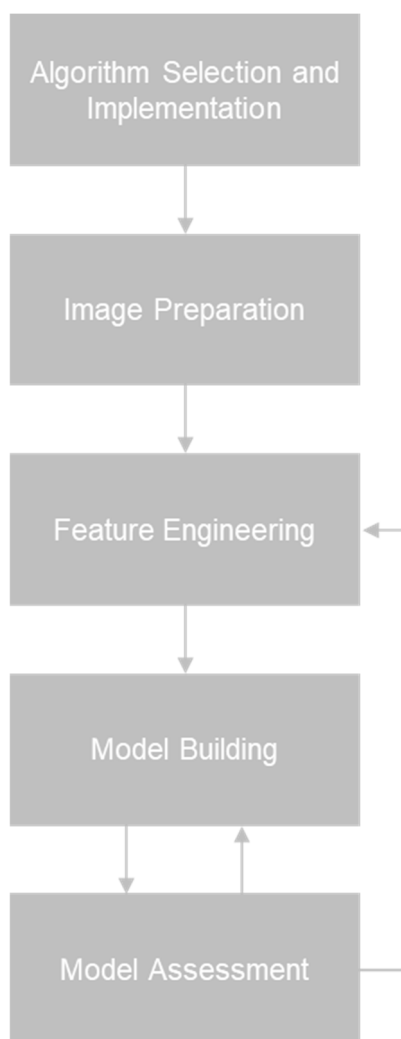 Algorithm Selection and
Implementation
Image Preparation
Feature Engineering
Model Building
Model Assessment